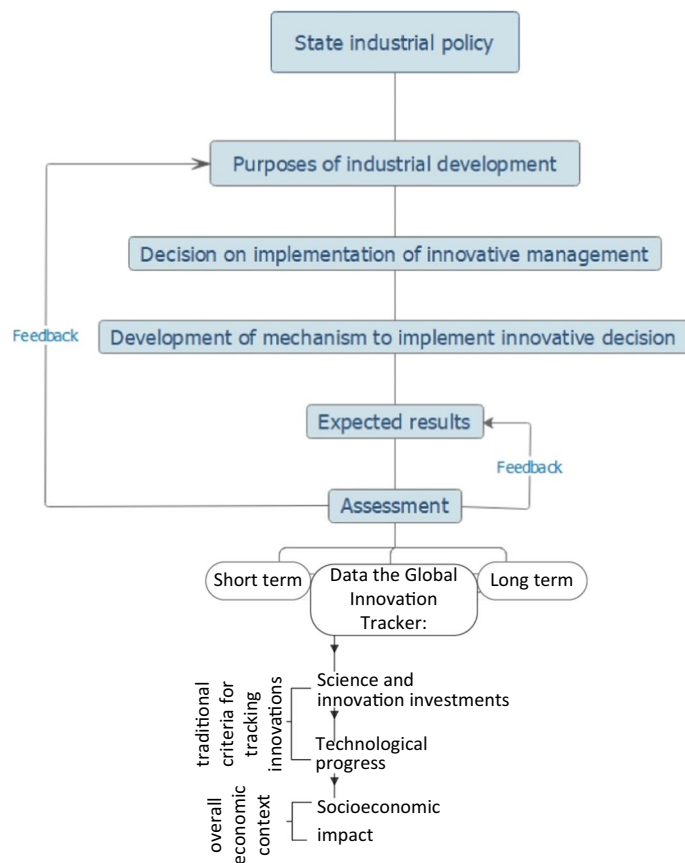 State industrial policy
Purposes of industrial development
Decision on implementation of innovative management
Feedback
Development of mechanism to implement innovative decision
Expected results
Feedback
Assessment
Short term
Data the Global
Innovation
Tracker:
Long term
traditional
criteria for
tracking
innovations
Science and
innovation investments
Technological
progress
overall
economic
context
Socioeconomic
impact